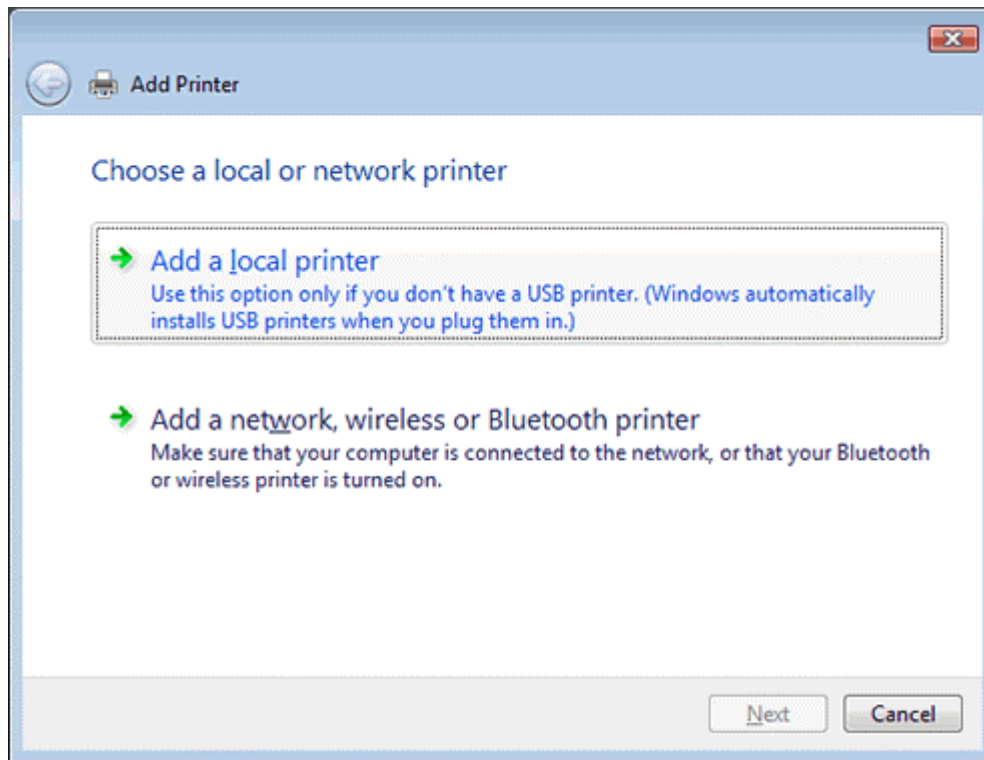 Add Printer
Choose a local or network printer
Add a local printer
Use this option only if you don't have a USB printer. (Windows automatically
installs USB printers when you plug them in.)
Add a network, wireless or Bluetooth printer
Make sure that your computer is connected to the network, or that your Bluetooth
or wireless printer is turned on.
Next Cancel